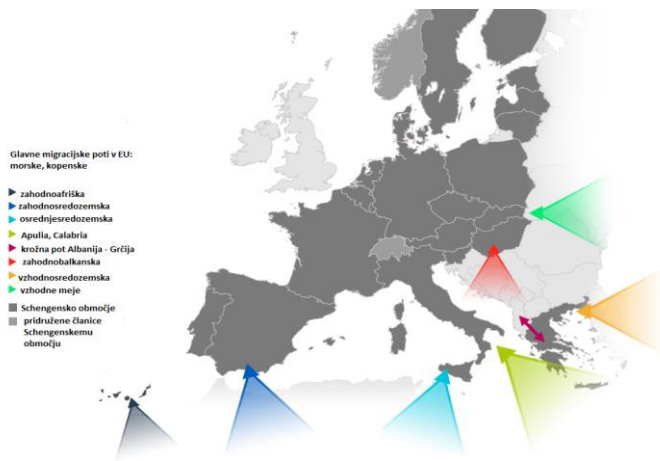 Glavne migracijske poti v EU:
morske, kopenske
zahodnoafriška
zahodnosredozemska
osrednjesredozemska
Apulia, Calabria
krožna pot Albanija - Grčija
zahodnobalkanska
vzhodnosredozemska
vzhodne meje
Schengensko območje
pridružene članice
Schengenskemu
območju